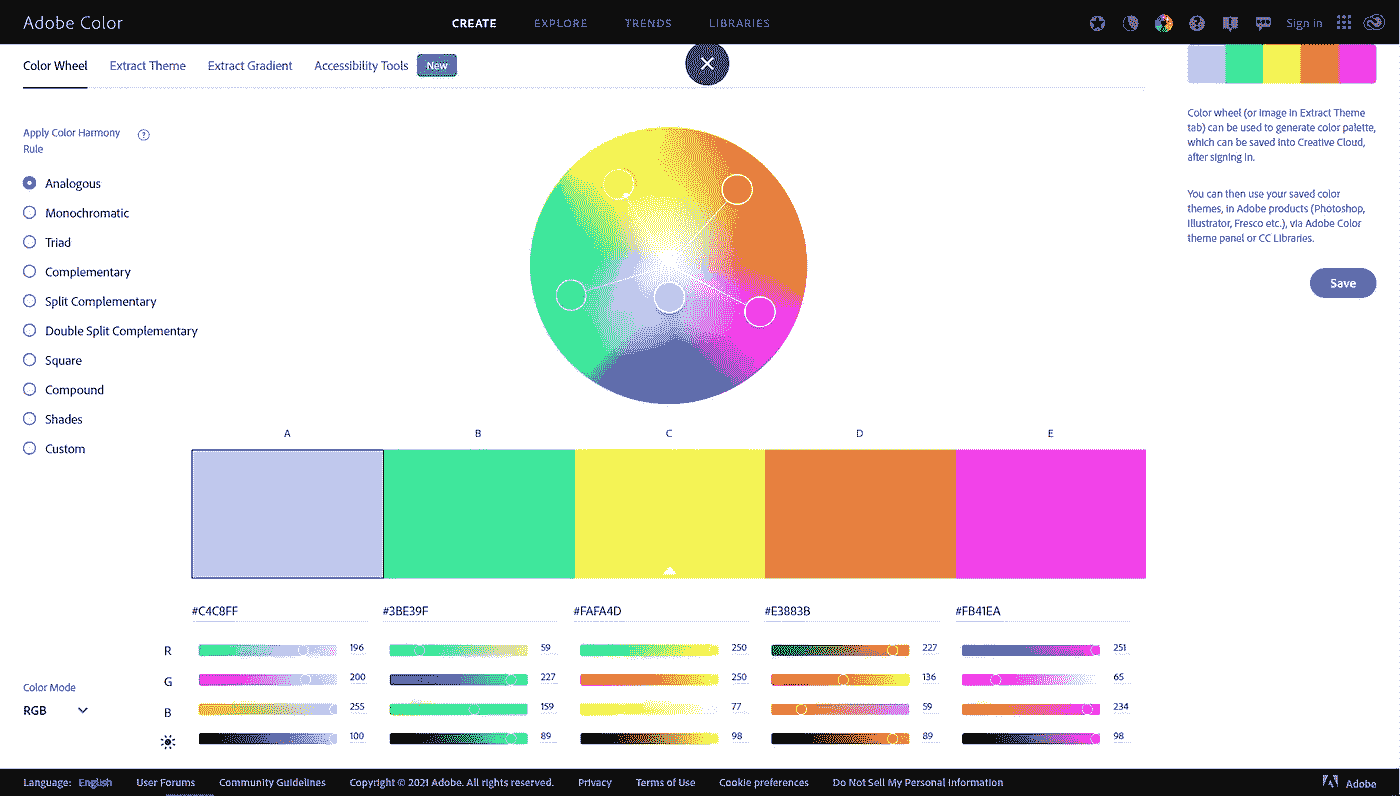 Adobe Color
CREATE EXPLORE TRENDS LIBRARIES
Sign in
Color Wheel Extract Theme Extract Gradient Accessibility Tools New
Apply Color Harmony
Rule
?
Analogous
Monochromatic
Triad
Complementary
Split Complementary
Double Split Complementary
Square
Compound
Shades
Custom
Color wheel (or image in Extract Theme
tab) can be used to generate color palette,
which can be saved into Creative Cloud,
after signing in.
You can then use your saved color
themes, in Adobe products (Photoshop,
Illustrator, Fresco etc.), via Adobe Color
theme panel or CC Libraries.
Save
A B C D E
#C4C8FF #3BE39F #FAFA4D #E3883B #FB41EA
R 196 59 250 227 251
G 200 227 250 136 65
B 255 159 77 59 234
100 89 98 89 98
Color Mode
RGB
Language: English User Forums Community Guidelines Copyright © 2021 Adobe. All rights reserved. Privacy Terms of Use Cookie preferences Do Not Sell My Personal Information Adobe